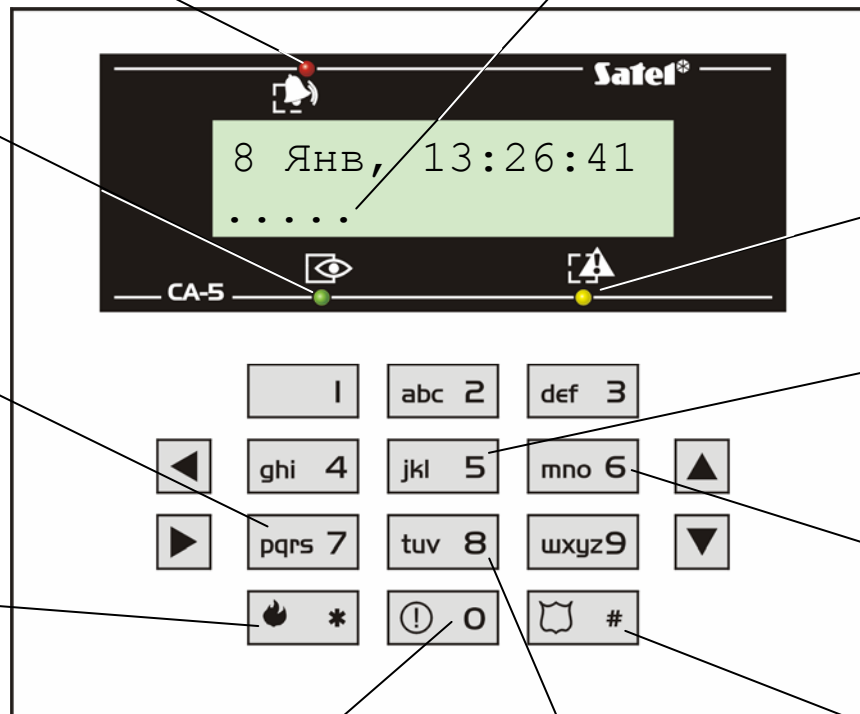 Satel®
8 Янв, 13:26:41
.....
CA-5
1
abc 2
def 3
ghi 4
jkl 5
mno 6
pqrs 7
tuv 8
wxyz9
*
0
#